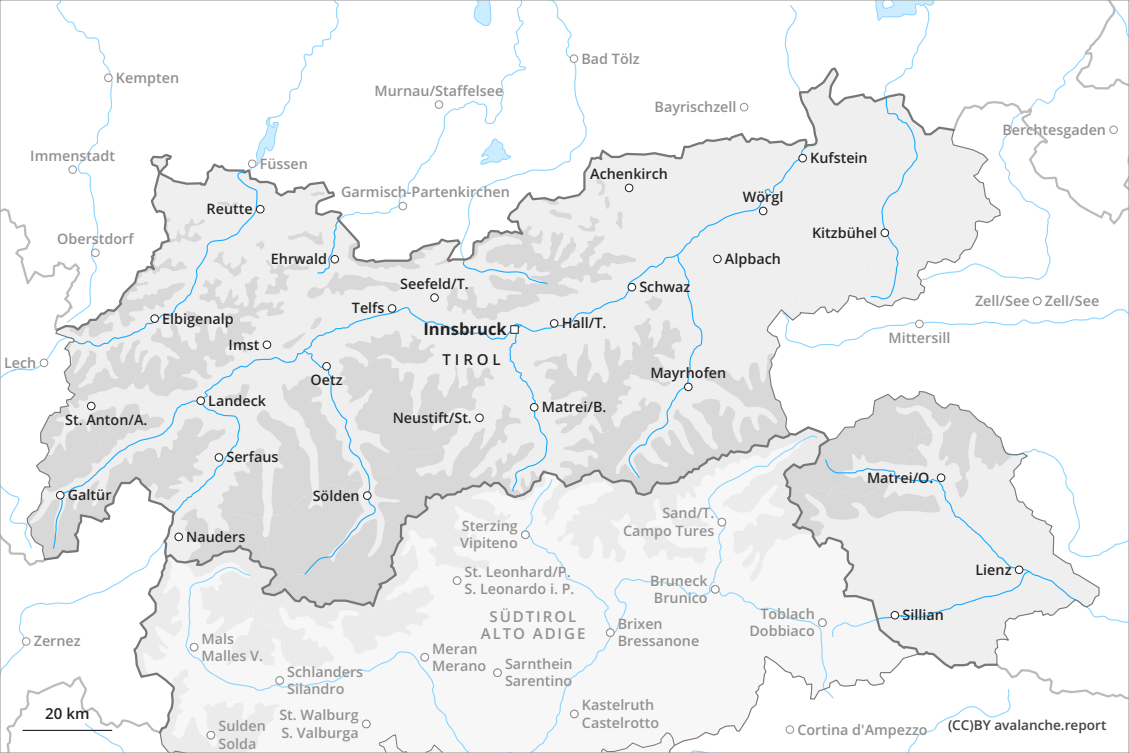 Kempten
Bad Tölz
Murnau/Staffelsee
Bayrischzell
Berchtesgaden
Immenstadt
Füssen
Kufstein
Achenkirch
Garmisch-Partenkirchen
Wörgl
Reutte
Kitzbühel
Oberstdorf
Ehrwald
Alpbach
Seefeld/T.
Schwaz
Zell/See
Zell/See
Telfs
Elbigenalp
Innsbruck
Hall/T.
Mittersill
Imst
TIROL
Lech
Oetz
Mayrhofen
Landeck
Matrei/B.
St. Anton/A.
Neustift/St.
Serfaus
Matrei/O.
Galtür
Sölden
Sand/T.
Campo Tures
Sterzing
Vipiteno
Nauders
Lienz
St. Leonhard/P.
S. Leonardo i. P.
Bruneck
Brunico
SÜDTIROL
ALTO ADIGE
Toblach
Dobbiaco
Sillian
Brixen
Bressanone
Zernez
Mals
Malles V.
Meran
Merano
Sarnthein
Sarentino
Schlanders
Silandro
Kastelruth
Castelrotto
20 km
St. Walburg
S. Valburga
Sulden
Solda
Cortina d'Ampezzo
(CC)BY avalanche.report